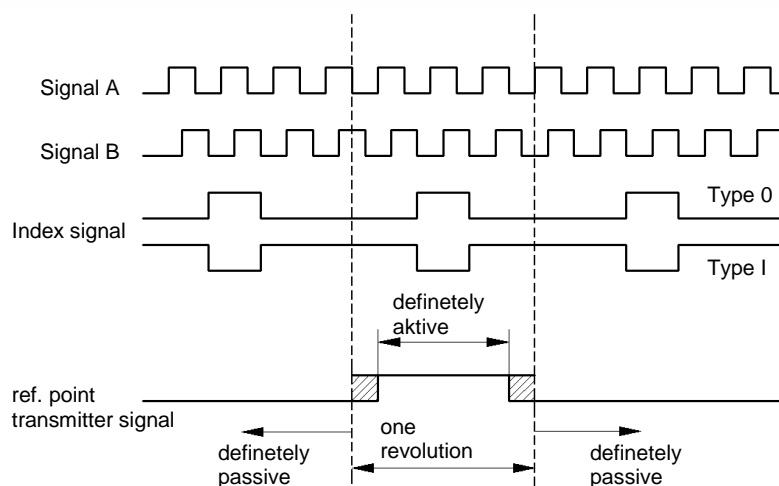 Signal A
Signal B
Type 0
Index signal
Type I
definetely
aktive
ref. point
transmitter signal
definetely
passive
one
revolution
definetely
passive